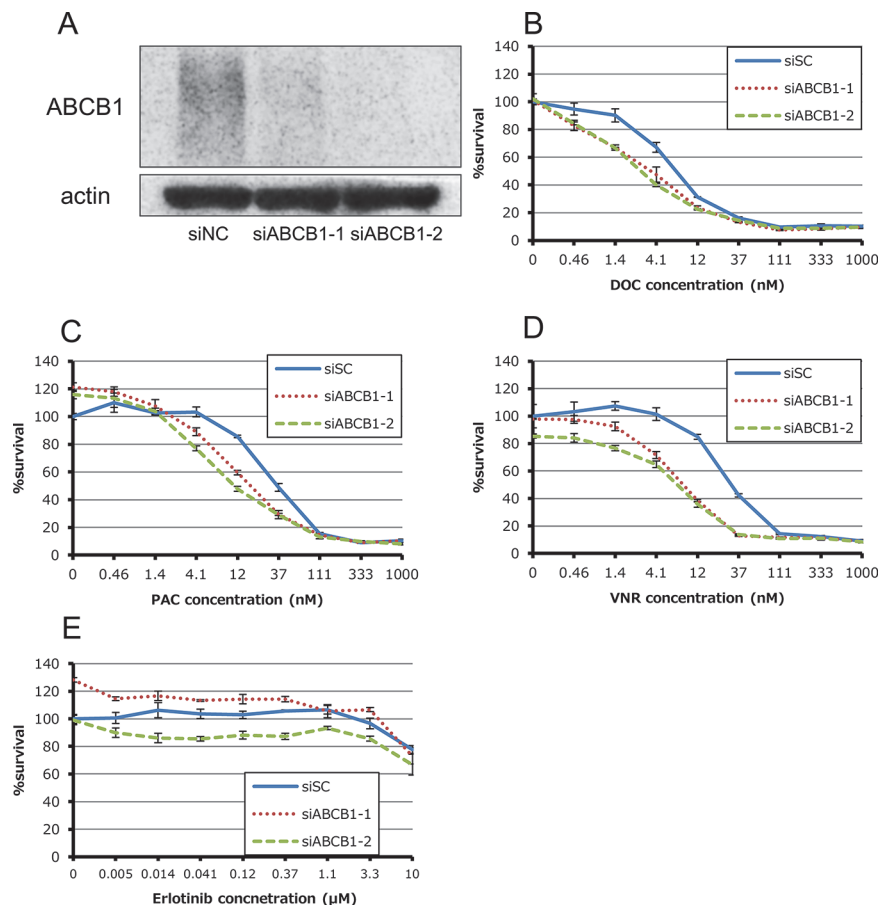 A
ABCB1
actin
siNC siABCB1-1 siABCB1-2
B
140
120
100
80
60
40
20
0
%survival
siSC
siABCB1-1
siABCB1-2
0 0.46 1.4 4.1 12 37 111 333 1000
DOC concentration (nM)
C
140
120
100
80
60
40
20
0
%survival
siSC
siABCB1-1
siABCB1-2
0 0.46 1.4 4.1 12 37 111 333 1000
PAC concentration (nM)
D
140
120
100
80
60
40
20
0
%survival
siSC
siABCB1-1
siABCB1-2
0 0.46 1.4 4.1 12 37 111 333 1000
VNR concentration (nM)
E
140
120
100
80
60
40
20
0
%survival
siSC
siABCB1-1
siABCB1-2
0 0.005 0.014 0.041 0.12 0.37 1.1 3.3 10
Erlotinib concnetration (μM)